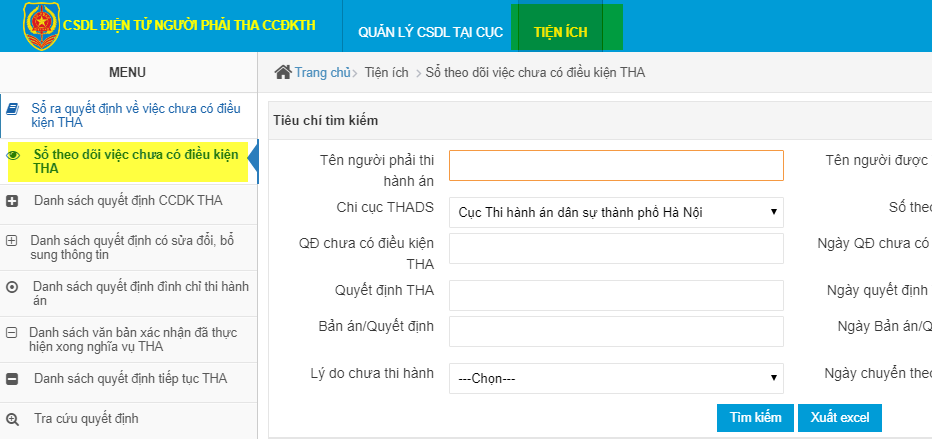 CSDL ĐIỆN TỬ NGƯỜI PHẢI THA CCĐKTH
QUẢN LÝ CSDL TẠI CỤC
TIỆN ÍCH
MENU
Trang chủ › Tiện ích › Sổ theo dõi việc chưa có điều kiện THA
Sổ ra quyết định về việc chưa có điều
kiện THA
Sổ theo dõi việc chưa có điều kiện
THA
Danh sách quyết định CCDK THA
Danh sách quyết định có sửa đổi, bổ
sung thông tin
Danh sách quyết định đình chỉ thi hành
án
Danh sách văn bản xác nhận đã thực
hiện xong nghĩa vụ THA
Danh sách quyết định tiếp tục THA
Tra cứu quyết định
Tiêu chí tìm kiếm
Tên người phải thi
hành án
Tên người được
Chi cục THADS
Cục Thi hành án dân sự thành phố Hà Nội
Số theo
QĐ chưa có điều kiện
THA
Ngày QĐ chưa có
Quyết định THA
Ngày quyết định
Bản án/Quyết định
Ngày Bản án/Q
Lý do chưa thi hành
---Chọn---
Ngày chuyển theo
Tìm kiếm
Xuất excel